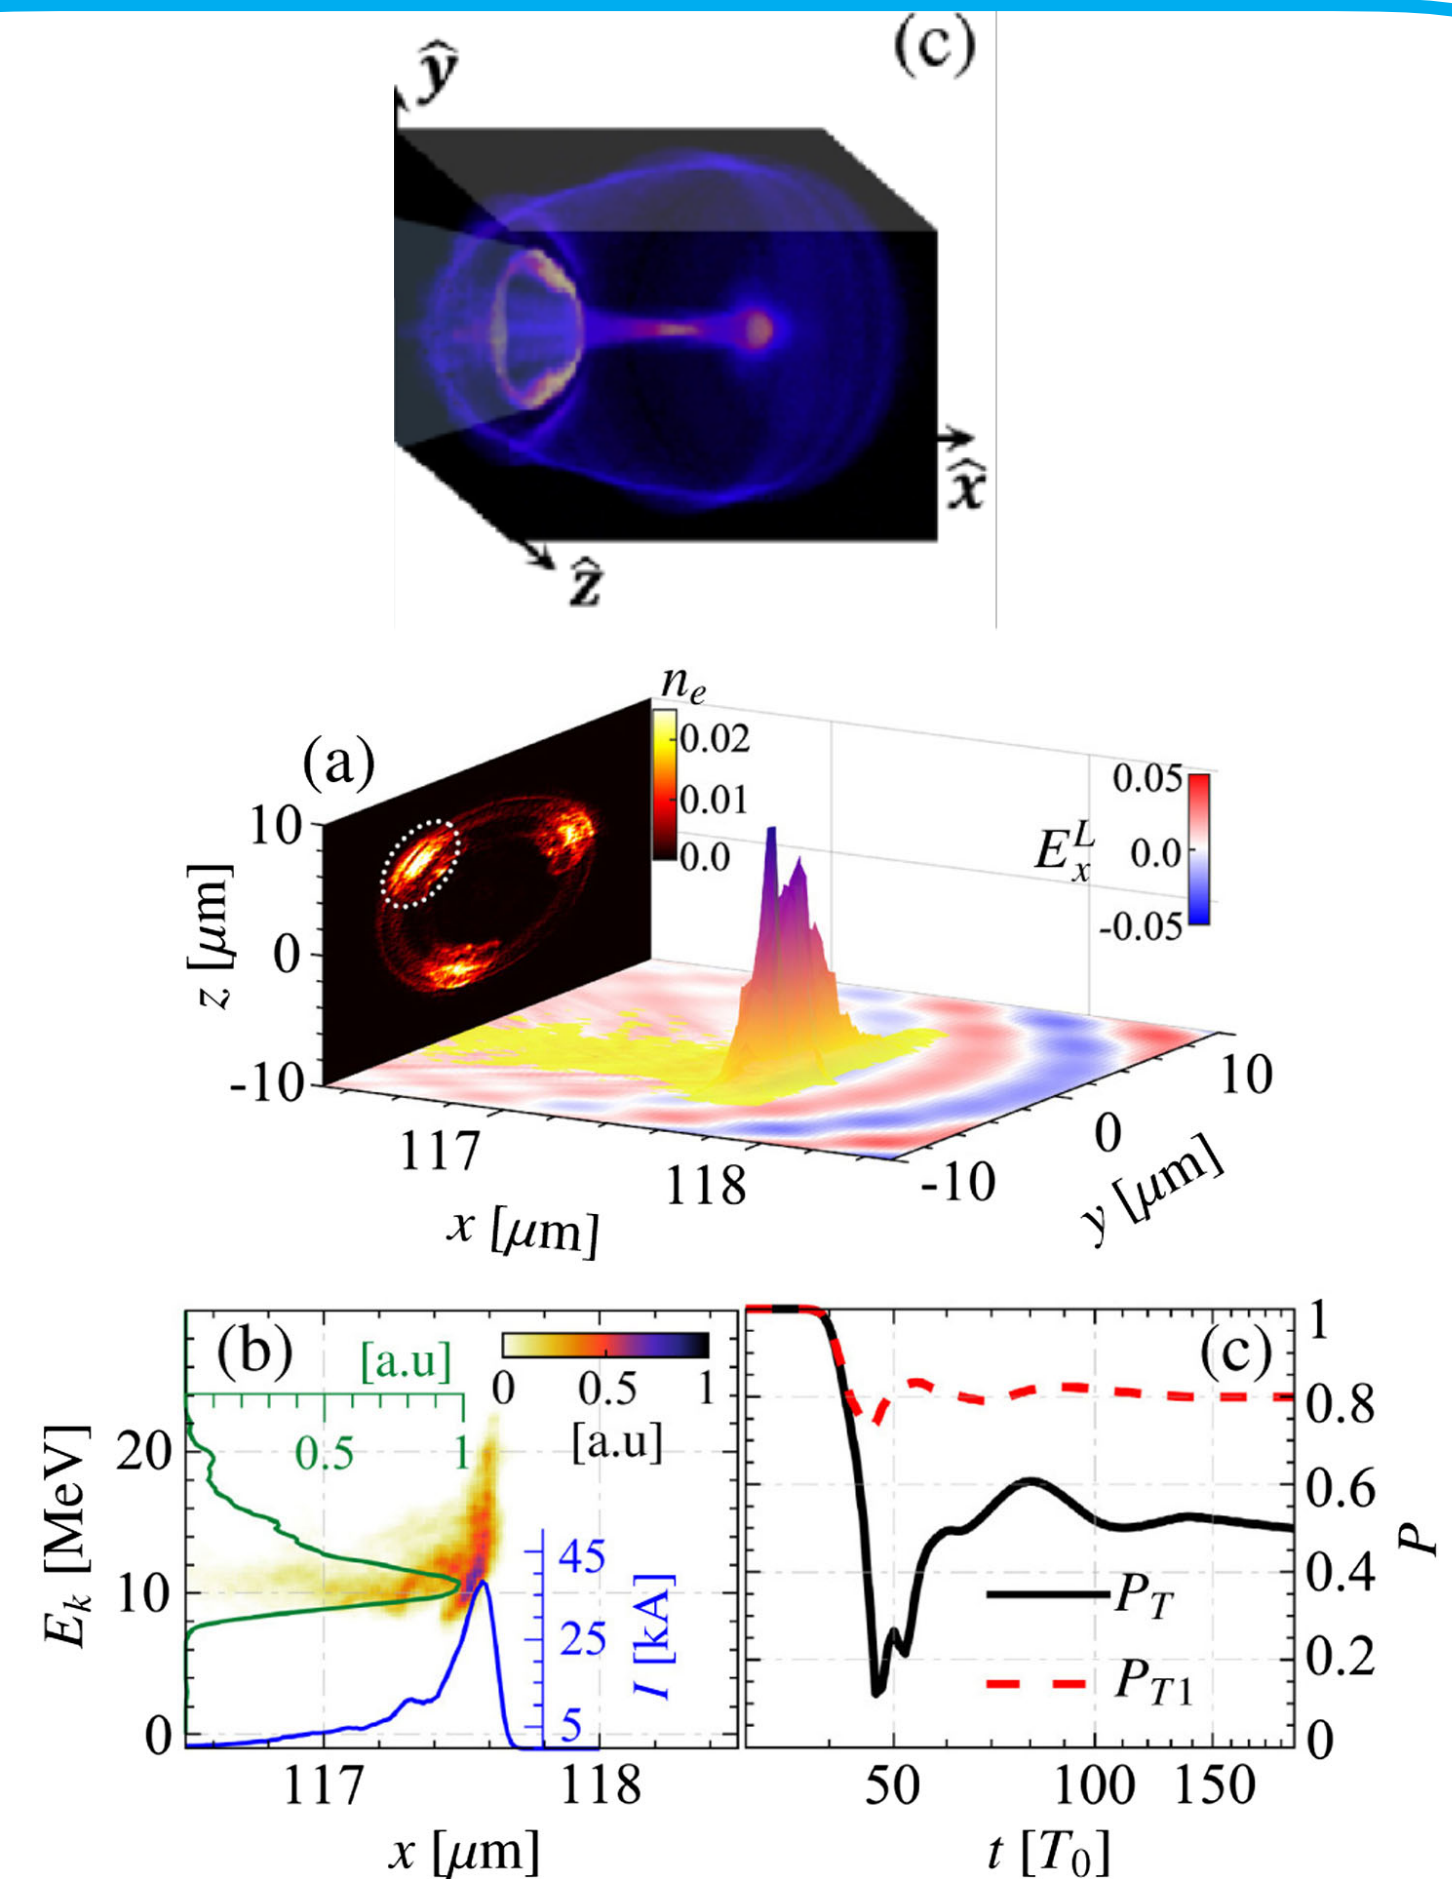 ŷ
(c)
x̂
ẑ
n_e
(a)
0.02
0.01
0.0
0.05
E_x^L
0.0
-0.05
10
0
-10
z [μm]
117
118
x [μm]
-10
0
10
y [μm]
(b)
[a.u]
0.5
1
0
0.5
1
[a.u]
20
10
0
E_k [MeV]
45
25
5
I [kA]
117
118
x [μm]
(c)
1
0.8
0.6
0.4
0.2
0
P
P_T
P_T1
50
100
150
t [T_0]